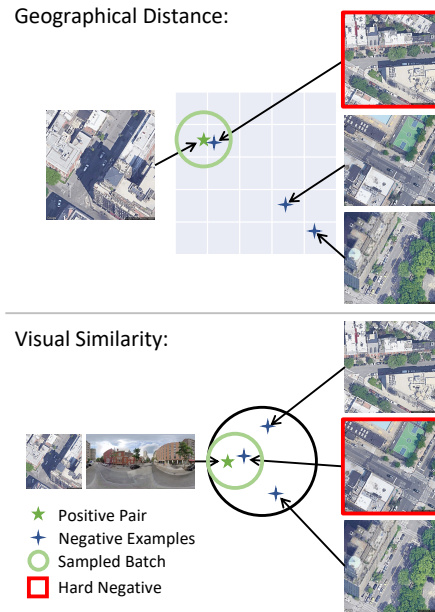 Geographical Distance:
Visual Similarity:
Positive Pair
Negative Examples
Sampled Batch
Hard Negative